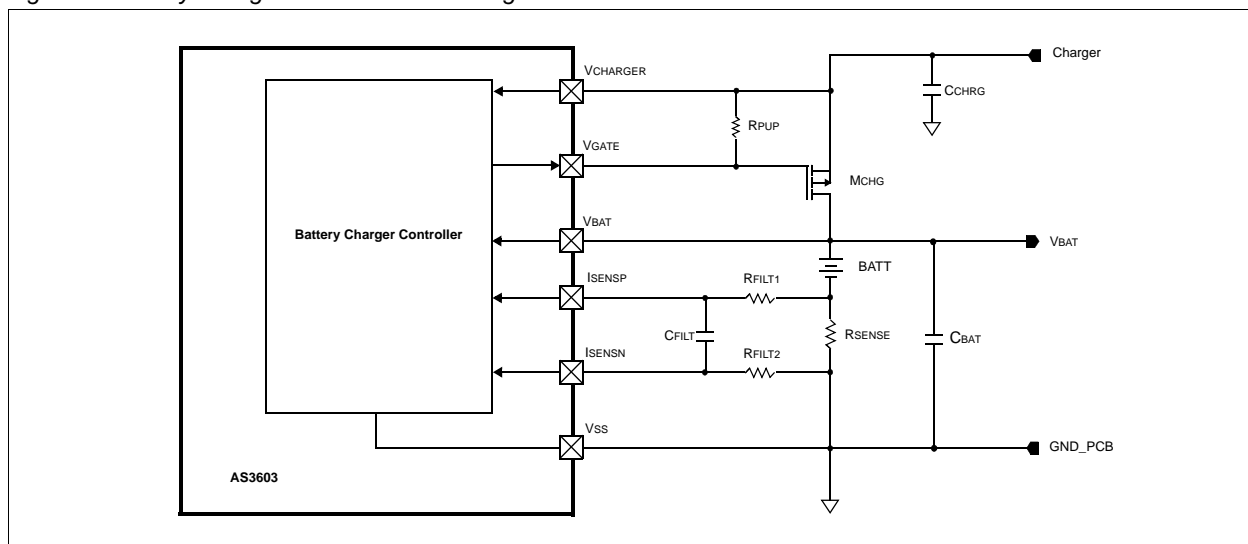 VCHARGER
Charger
CCHRG
RPUP
VGATE
MCHG
VBAT
Battery Charger Controller
VBAT
BATT
ISENSP
RFILT1
CFILT
RSENSE
CBAT
ISENSN
RFILT2
VSS
GND_PCB
AS3603